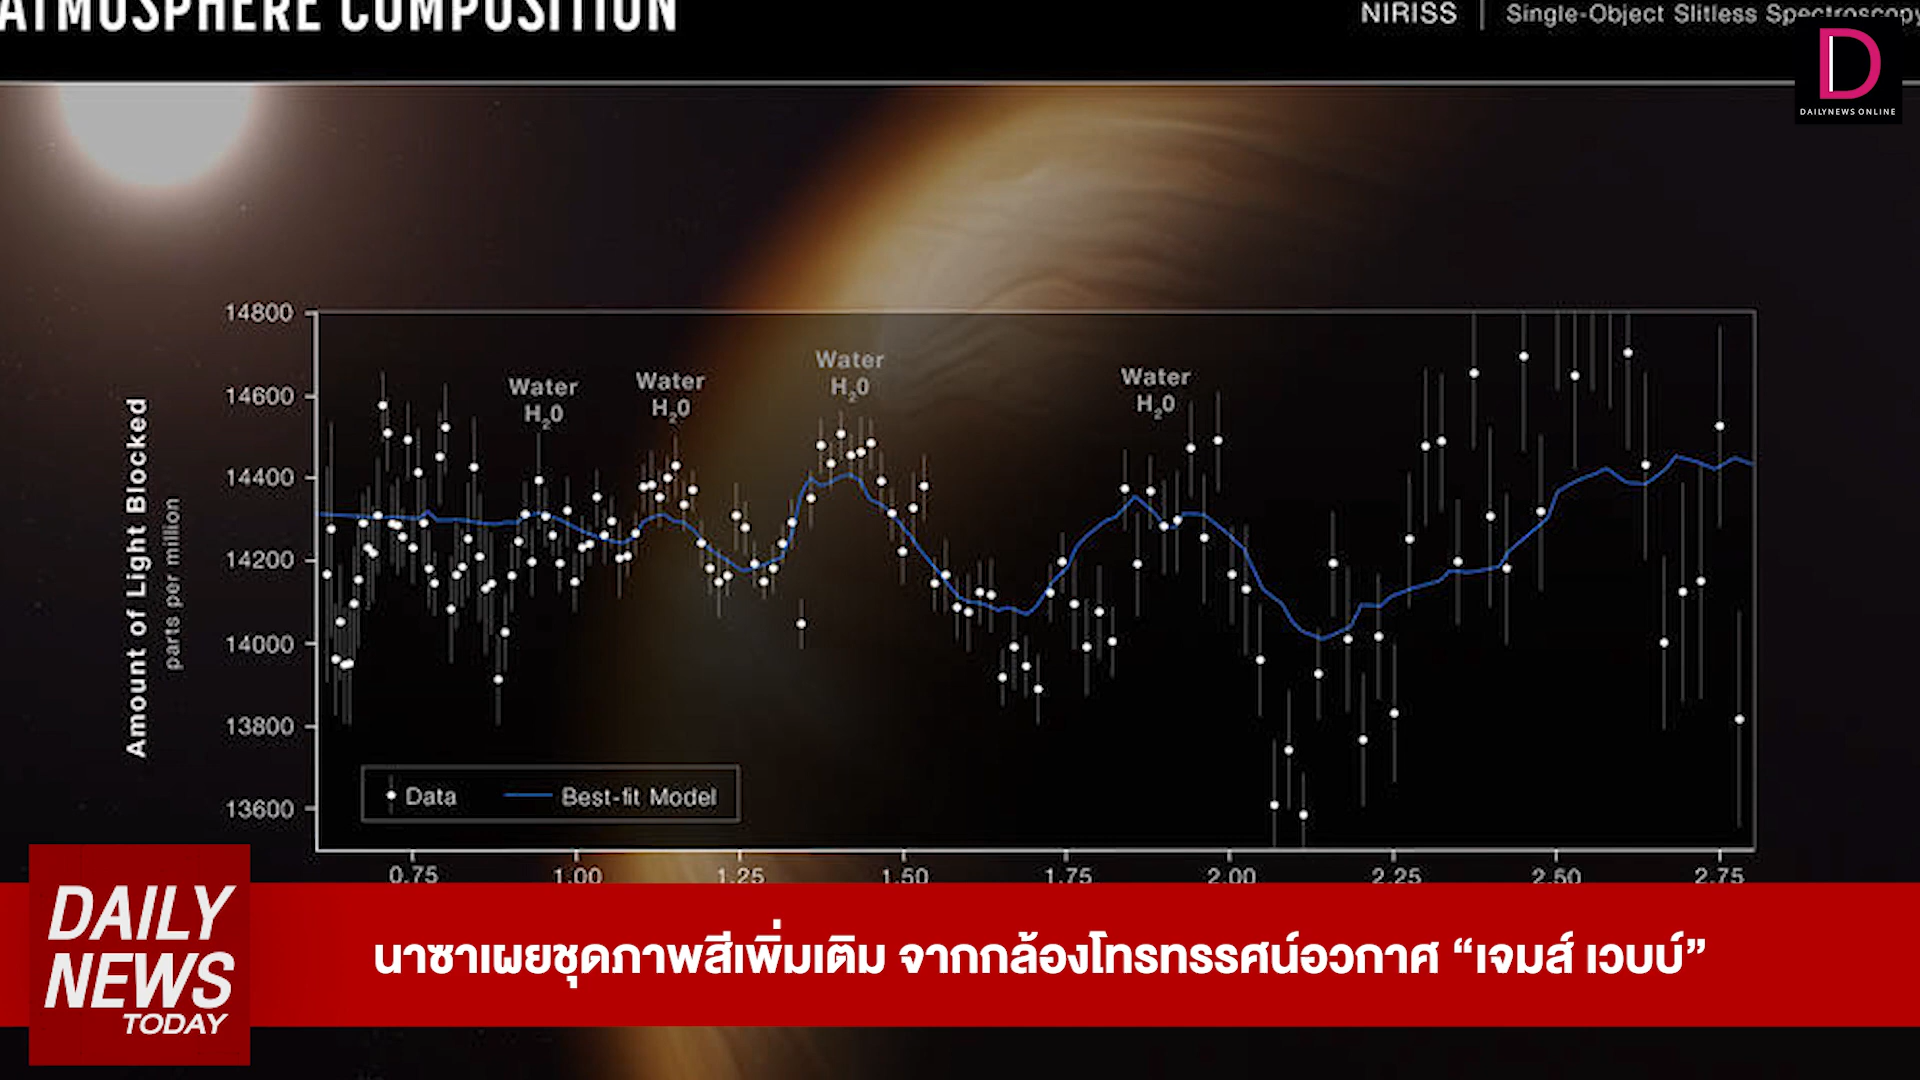 ATMOSPHERE COMPOSITION
NIRISS | Single-Object Slitless Spectroscopy
D
DAILYNEWS ONLINE
14800
14600
14400
14200
14000
13800
13600
Amount of Light Blocked
parts per million
Water
H₂O
Water
H₂O
Water
H₂O
Water
H₂O
Data
Best-fit Model
0.75 1.00 1.25 1.50 1.75 2.00 2.25 2.50 2.75
DAILY
NEWS
TODAY
นาซาเผยชุดภาพสีเพิ่มเติม จากกล้องโทรทรรศน์อวกาศ “เจมส์ เวบบ์”